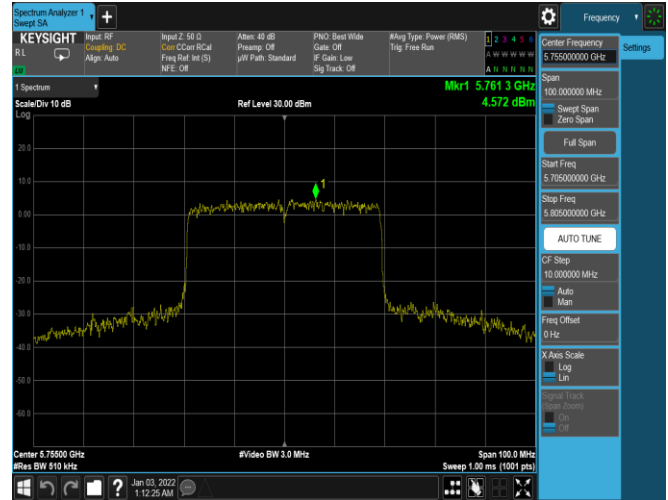 Spectrum Analyzer 1
Swept SA
+
Frequency
KEYSIGHT
RL
LU
Input: RF
Coupling: DC
Align: Auto
Input Z: 50 Ω
Corr CCorr RCal
Freq Ref: Int (S)
NFE: Off
Atten: 40 dB
Preamp: Off
µW Path: Standard
PNO: Best Wide
Gate: Off
IF Gain: Low
Sig Track: Off
#Avg Type: Power (RMS)
Trig: Free Run
1 2 3 4 5 6
A W W W W W
A N N N N N
1 Spectrum
Scale/Div 10 dB
Log
Ref Level 30.00 dBm
Mkr1 5.761 3 GHz
4.572 dBm
1
20.0
10.0
0.00
-10.0
-20.0
-30.0
-40.0
-50.0
-60.0
Center 5.75500 GHz
#Res BW 510 kHz
#Video BW 3.0 MHz
Span 100.0 MHz
Sweep 1.00 ms (1001 pts)
Jan 03, 2022
1:12:25 AM
?
Center Frequency
5.755000000 GHz
Settings
Span
100.000000 MHz
Swept Span
Zero Span
Full Span
Start Freq
5.705000000 GHz
Stop Freq
5.805000000 GHz
AUTO TUNE
CF Step
10.000000 MHz
Auto
Man
Freq Offset
0 Hz
X Axis Scale
Log
Lin
Signal Track
(Span Zoom)
On
Off